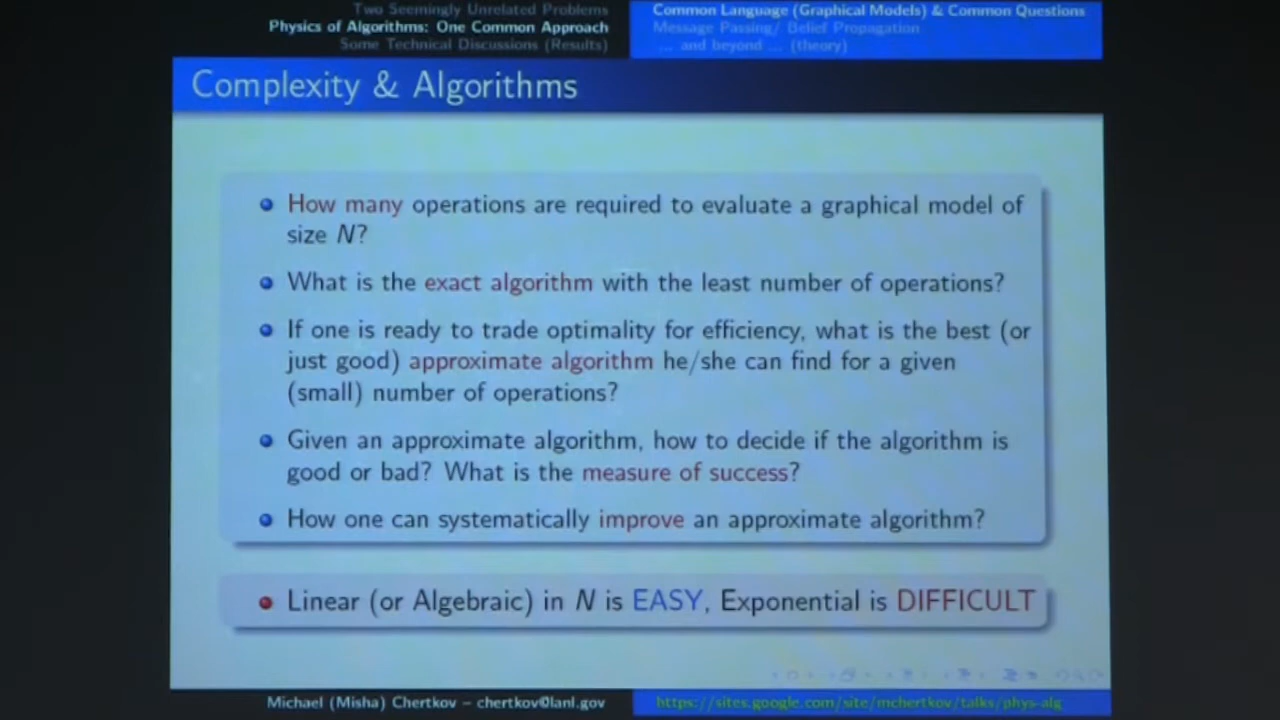 Two Seemingly Unrelated Problems
Physics of Algorithms: One Common Approach
Some Technical Discussions (Results)
Common Language (Graphical Models) & Common Questions
Message Passing/ Belief Propagation
... and beyond ... (theory)
Complexity & Algorithms
How many operations are required to evaluate a graphical model of
size N?
What is the exact algorithm with the least number of operations?
If one is ready to trade optimality for efficiency, what is the best (or
just good) approximate algorithm he/she can find for a given
(small) number of operations?
Given an approximate algorithm, how to decide if the algorithm is
good or bad? What is the measure of success?
How one can systematically improve an approximate algorithm?
Linear (or Algebraic) in N is EASY, Exponential is DIFFICULT
Michael (Misha) Chertkov – chertkov@lanl.gov
https://sites.google.com/site/mchertkov/talks/phys-alg